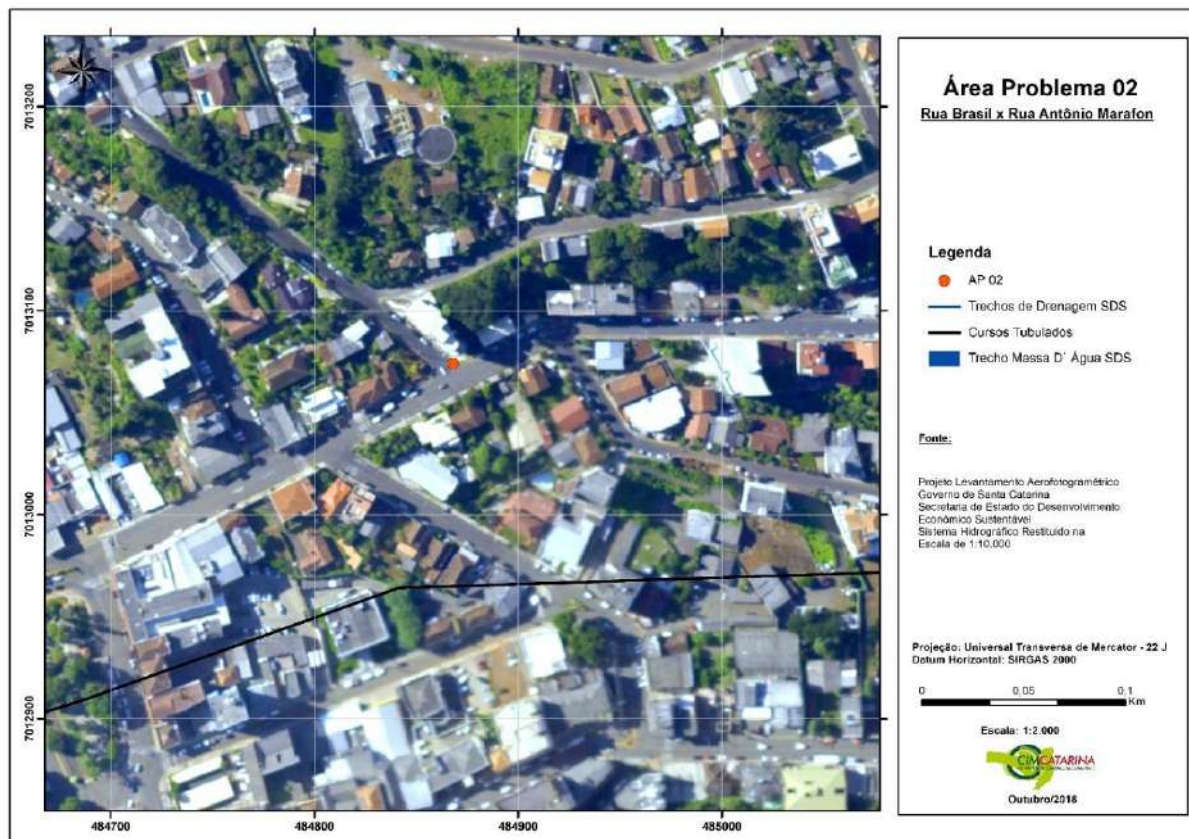 Área Problema 02
Rua Brasil x Rua Antônio Marafon
Legenda
AP 02
Trechos de Drenagem SDS
Cursos Tubulados
Trecho Massa D´ Água SDS
Fonte:
Projeto Levantamento Aerofotogramétrico
Governo de Santa Catarina
Secretaria de Estado do Desenvolvimento
Econômico Sustentável
Sistema Hidrográfico Restituído na
Escala de 1:10.000
Projeção: Universal Transversa de Mercator - 22 J
Datum Horizontal: SIRGAS 2000
0 0,05 0,1
Km
Escala: 1:2.000
CIMCATARINA
Outubro/2018
7013200
7013100
7013000
7012900
484700 484800 484900 485000